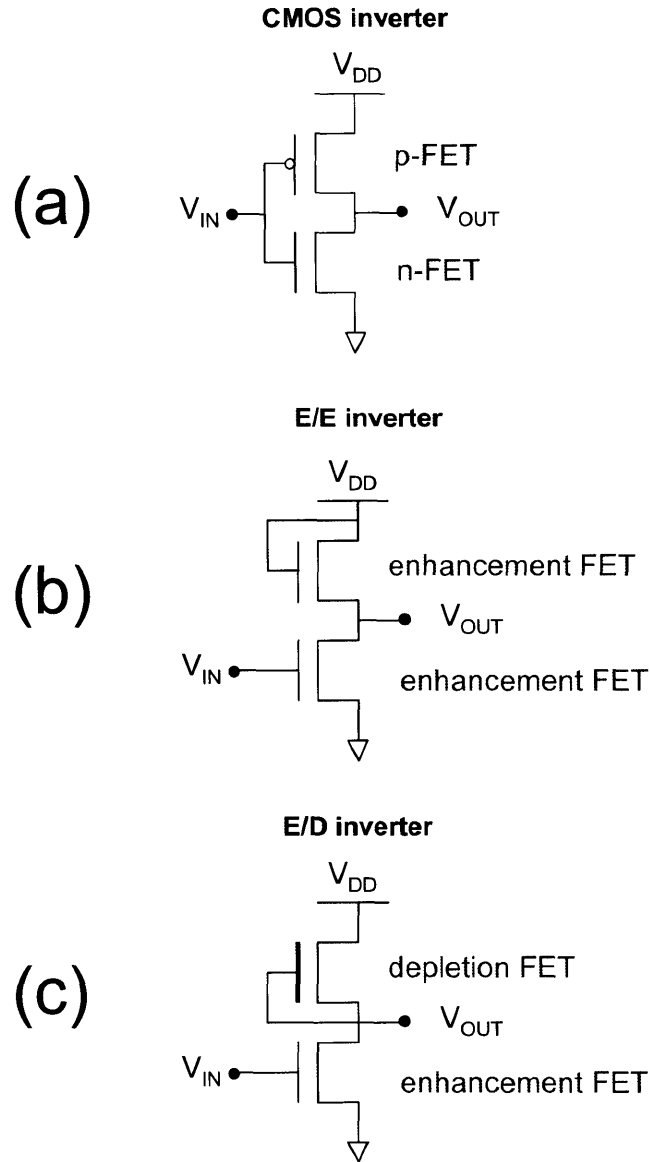 CMOS inverter
V_DD
p-FET
(a)
V_IN
V_OUT
n-FET
E/E inverter
V_DD
enhancement FET
(b)
V_OUT
V_IN
enhancement FET
E/D inverter
V_DD
depletion FET
(c)
V_OUT
V_IN
enhancement FET